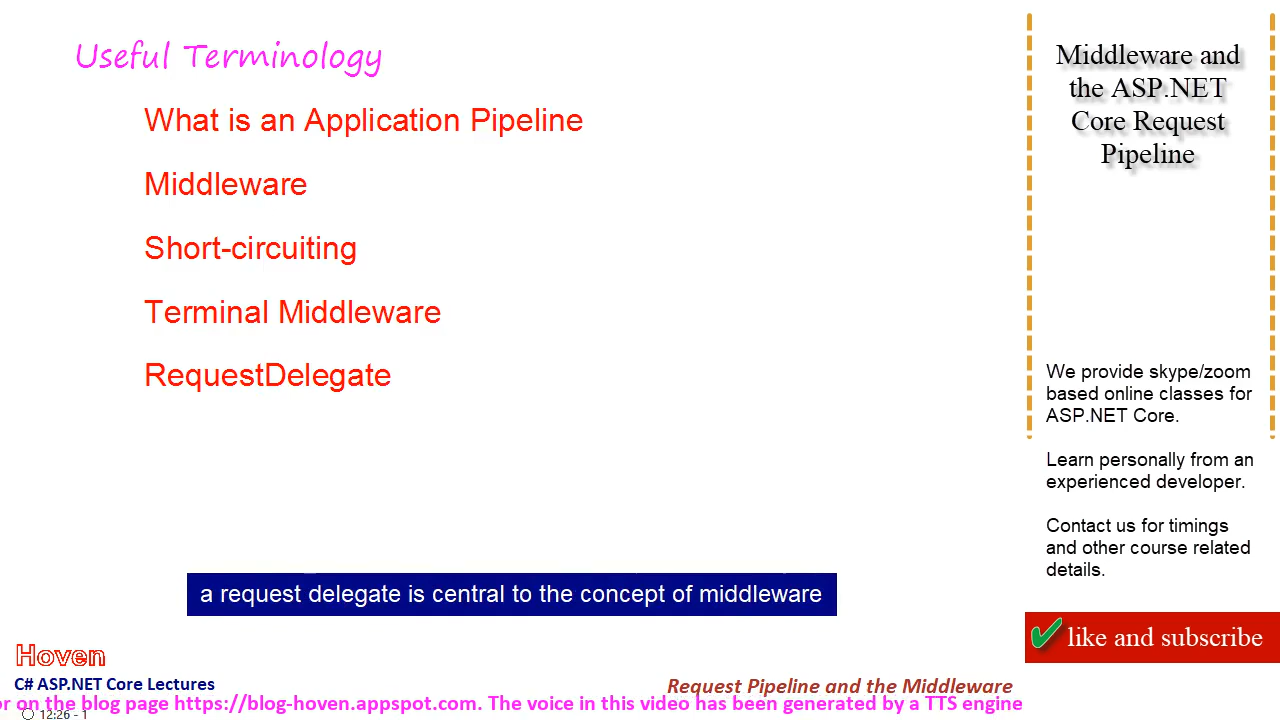 Useful Terminology
What is an Application Pipeline
Middleware
Short-circuiting
Terminal Middleware
RequestDelegate
a request delegate is central to the concept of middleware
Middleware and
the ASP.NET
Core Request
Pipeline
We provide skype/zoom
based online classes for
ASP.NET Core.
Learn personally from an
experienced developer.
Contact us for timings
and other course related
details.
like and subscribe
Hoven
C# ASP.NET Core Lectures
Request Pipeline and the Middleware
or on the blog page https://blog-hoven.appspot.com. The voice in this video has been generated by a TTS engine
12:26 - 1